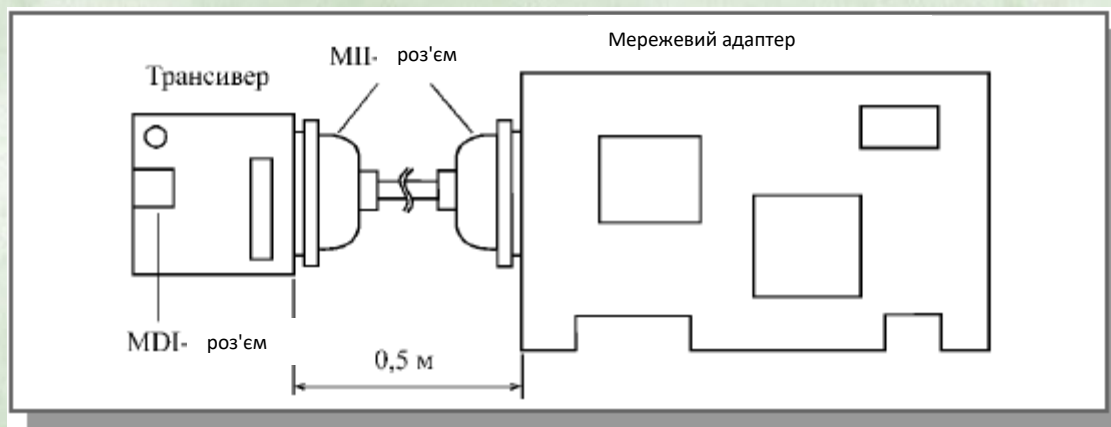 Мережевий адаптер
MII- роз'єм
Трансивер
MDI- роз'єм
0,5 м